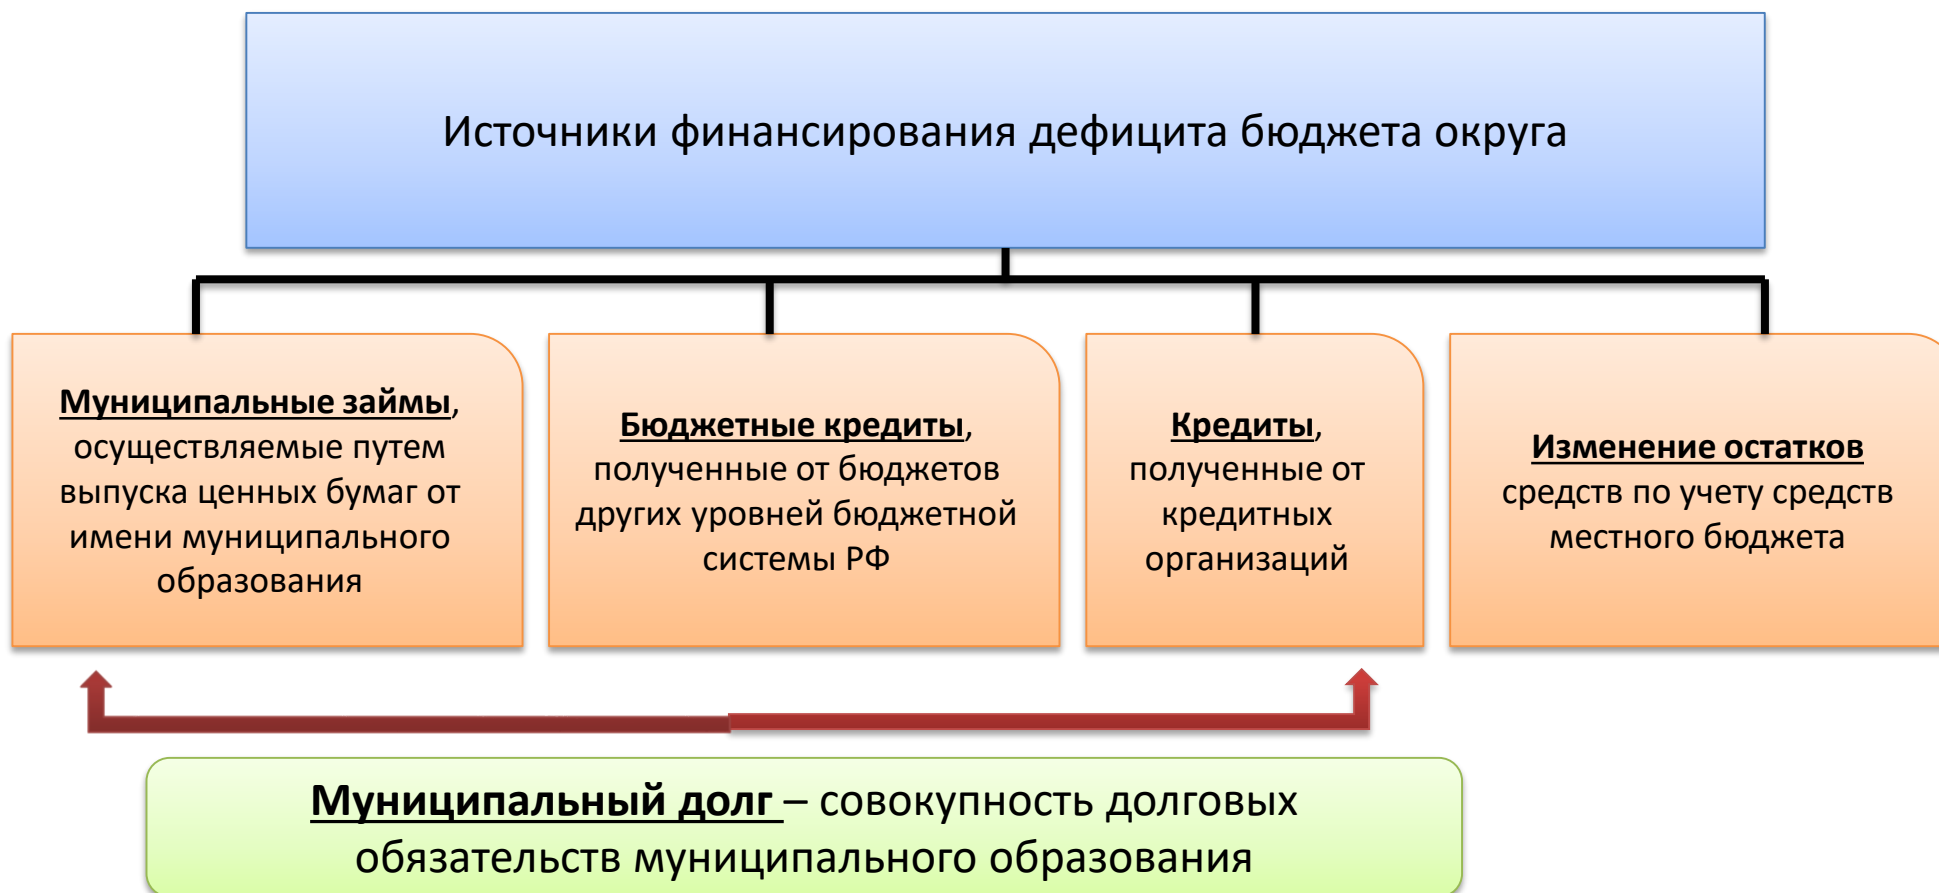 Источники финансирования дефицита бюджета округа
Муниципальные займы,
осуществляемые путем
выпуска ценных бумаг от
имени муниципального
образования
Бюджетные кредиты,
полученные от бюджетов
других уровней бюджетной
системы РФ
Кредиты,
полученные от
кредитных
организаций
Изменение остатков
средств по учету средств
местного бюджета
Муниципальный долг – совокупность долговых
обязательств муниципального образования